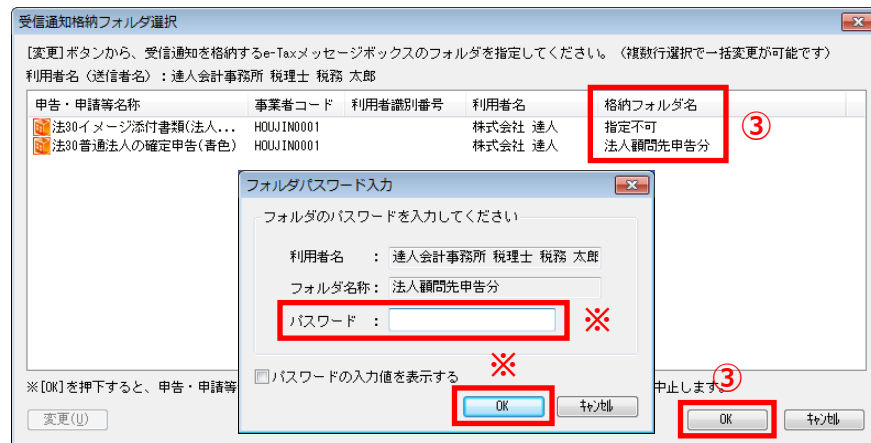 受信通知格納フォルダ選択
[変更]ボタンから、受信通知を格納するe-Taxメッセージボックスのフォルダを指定してください。（複数行選択で一括変更が可能です）
利用者名（送信者名）：達人会計事務所 税理士 税務 太郎
申告・申請等名称 事業者コード 利用者識別番号 利用者名 格納フォルダ名
法30イメージ添付書類(法人... HOUJIN0001 株式会社 達人 指定不可
③
法30普通法人の確定申告(青色) HOUJIN0001 株式会社 達人 法人顧問先申告分
フォルダパスワード入力
フォルダのパスワードを入力してください
利用者名 ： 達人会計事務所 税理士 税務 太郎
フォルダ名称： 法人顧問先申告分
パスワード ：
※
パスワードの入力値を表示する
※
OK キャンセル
※[OK]を押下すると、申告・申請等
中止します。
③
変更(U)
OK キャンセル